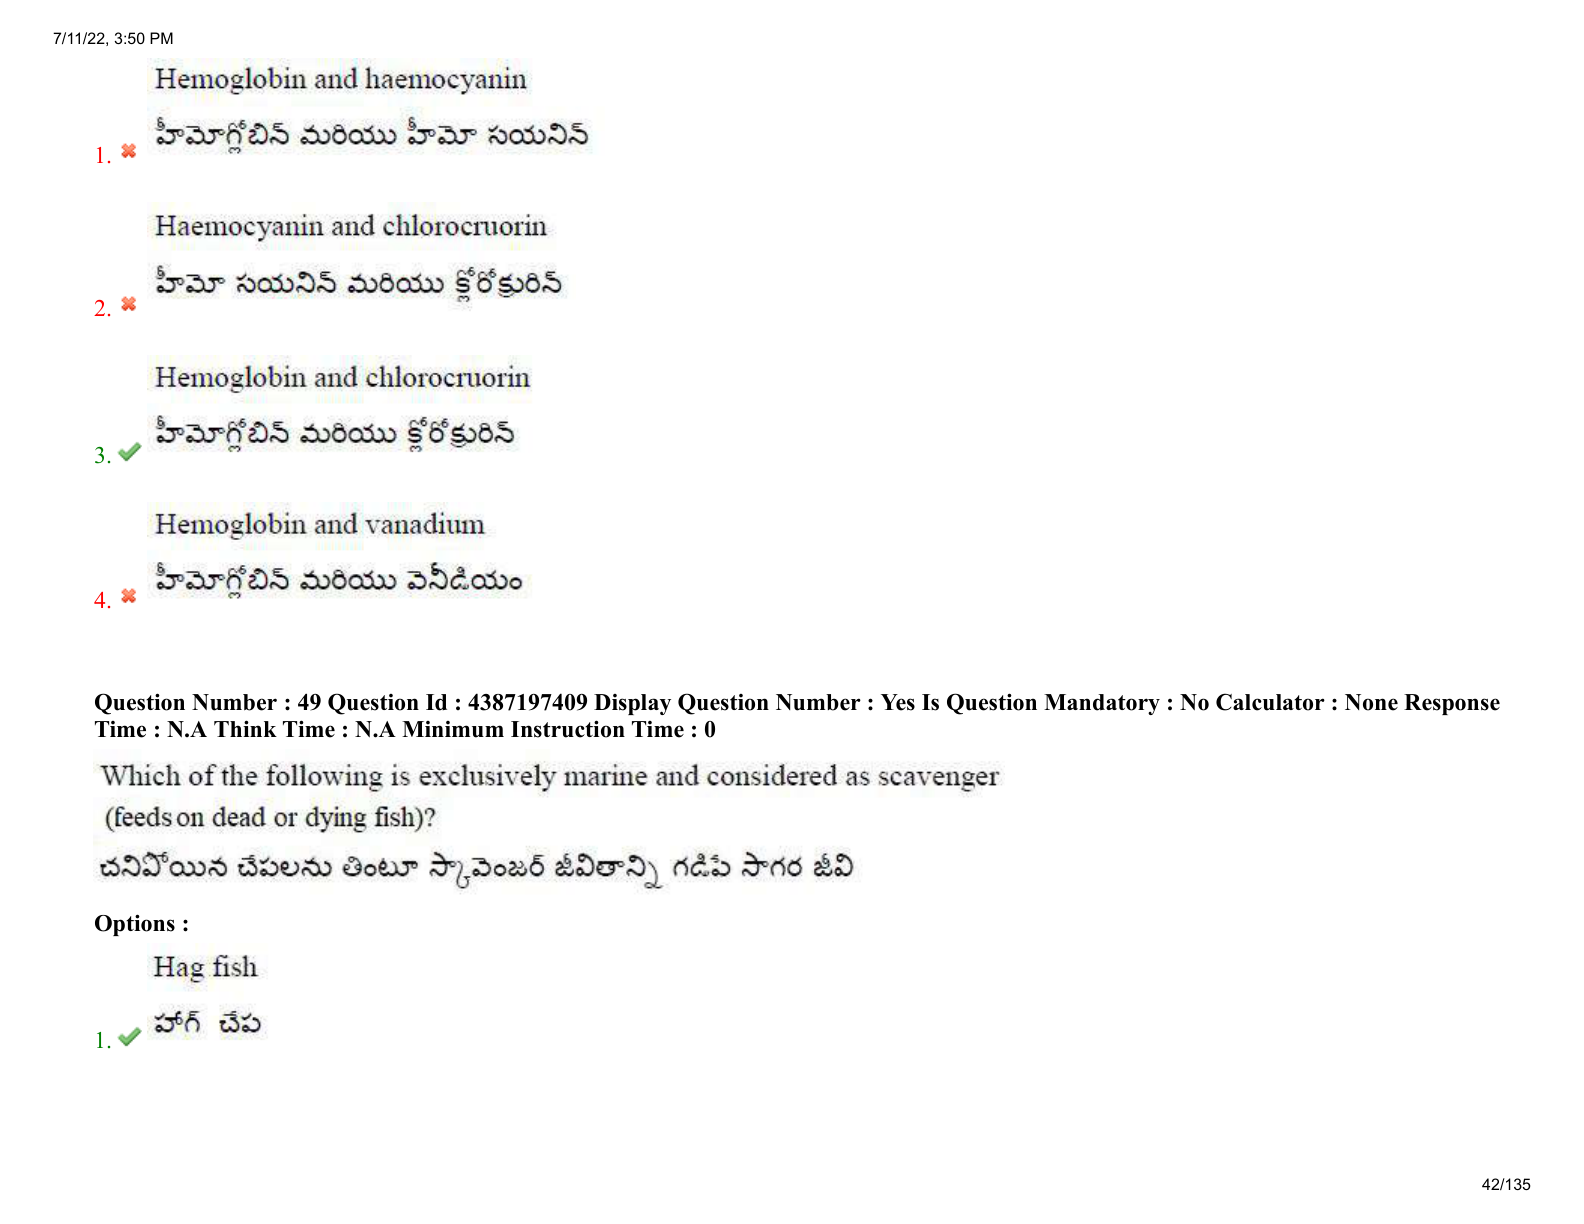 7/11/22, 3:50 PM
Hemoglobin and haemocyanin
హీమోగ్లోబిన్ మరియు హీమో సయనిన్
1.
Haemocyanin and chlorocruorin
హీమో సయనిన్ మరియు క్లోరోక్రురిన్
2.
Hemoglobin and chlorocruorin
హీమోగ్లోబిన్ మరియు క్లోరోక్రురిన్
3.
Hemoglobin and vanadium
హీమోగ్లోబిన్ మరియు వెనీడియం
4.
Question Number : 49 Question Id : 4387197409 Display Question Number : Yes Is Question Mandatory : No Calculator : None Response
Time : N.A Think Time : N.A Minimum Instruction Time : 0
Which of the following is exclusively marine and considered as scavenger
(feeds on dead or dying fish)?
చనిపోయిన చేపలను తింటూ స్కావెంజర్ జీవితాన్ని గడిపే సాగర జీవి
Options :
Hag fish
హాగ్ చేప
1.
42/135